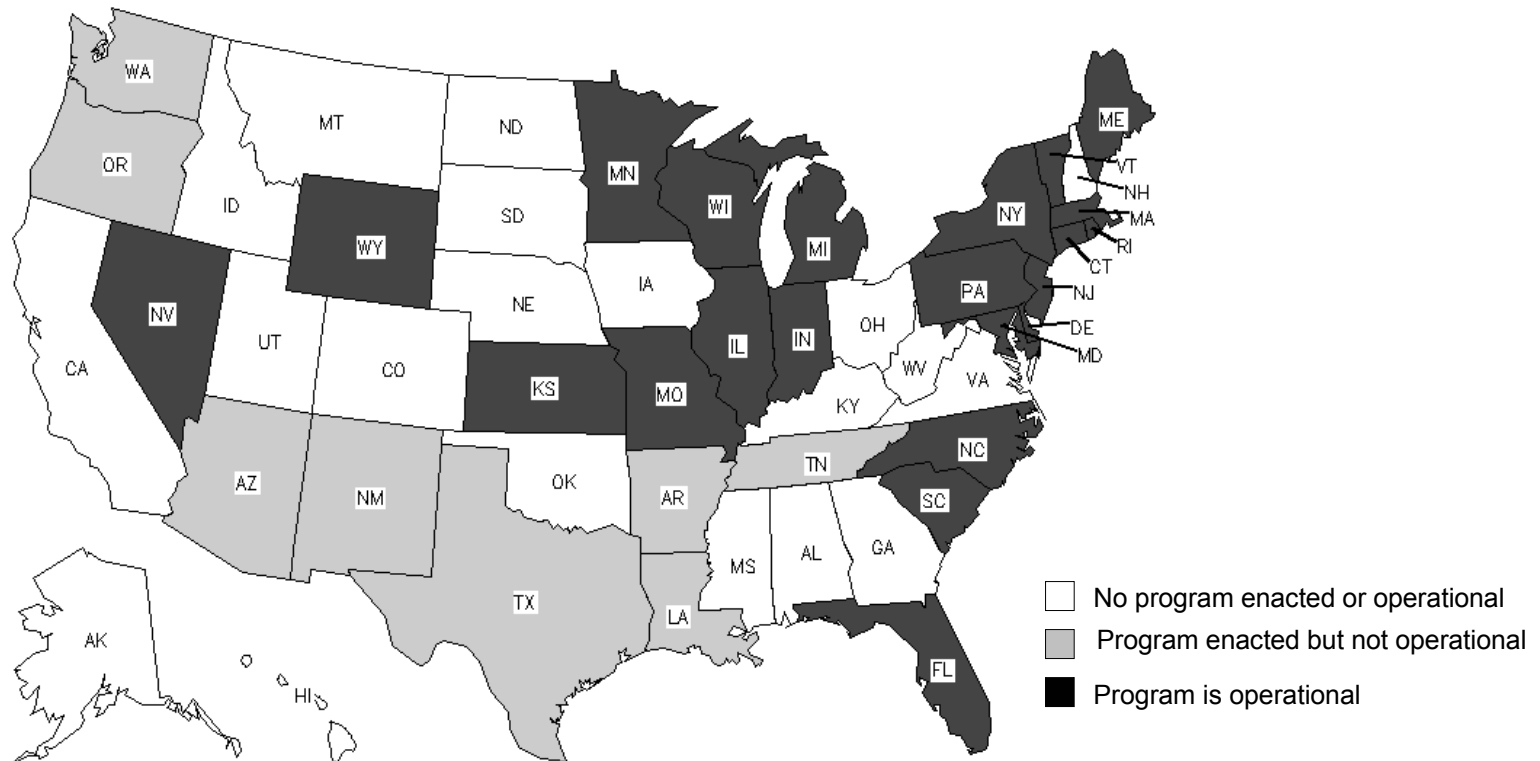 WA
MT
ND
MN
ME
VT
NH
OR
ID
SD
WI
NY
MA
RI
WY
MI
CT
PA
NJ
NV
NE
IA
OH
DE
UT
IL
IN
MD
CA
CO
WV
VA
KS
MO
KY
AZ
NM
OK
AR
TN
NC
SC
MS
AL
GA
TX
LA
AK
HI
FL
No program enacted or operational
Program enacted but not operational
Program is operational